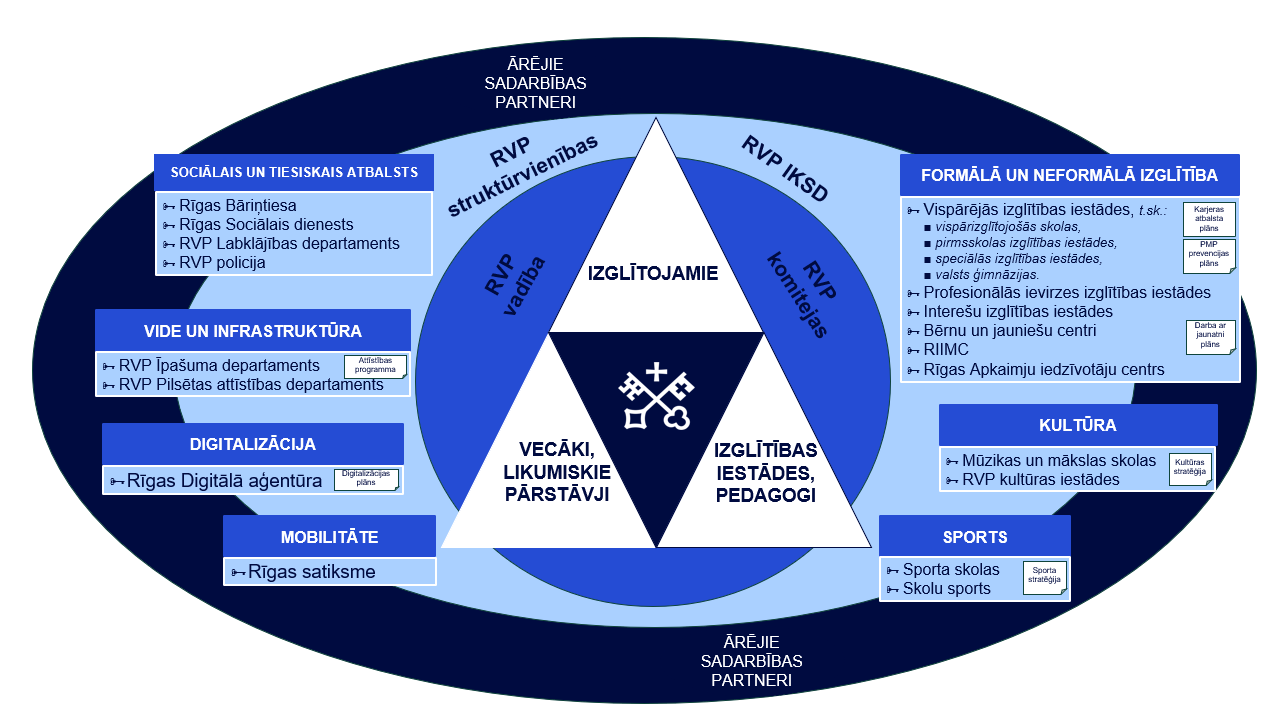 ĀRĒJIE
SADARBĪBAS
PARTNERI
RVP
struktūrvienības
RVP IKSD
RVP
vadība
RVP
komitejas
IZGLĪTOJAMIE
VECĀKI,
LIKUMISKIE
PĀRSTĀVJI
IZGLĪTĪBAS
IESTĀDES,
PEDAGOGI
SOCIĀLAIS UN TIESISKAIS ATBALSTS
Rīgas Bāriņtiesa
Rīgas Sociālais dienests
RVP Labklājības departaments
RVP policija
VIDE UN INFRASTRUKTŪRA
RVP Īpašuma departaments
RVP Pilsētas attīstības departaments
Attīstības
programma
DIGITALIZĀCIJA
Rīgas Digitālā aģentūra
Digitalizācijas
plāns
MOBILITĀTE
Rīgas satiksme
FORMĀLĀ UN NEFORMĀLĀ IZGLĪTĪBA
Vispārējās izglītības iestādes, t.sk.:
▪ vispārizglītojošās skolas,
▪ pirmsskolas izglītības iestādes,
▪ speciālās izglītības iestādes,
▪ valsts ģimnāzijas.
Profesionālās ievirzes izglītības iestādes
Interešu izglītības iestādes
Bērnu un jauniešu centri
RIIMC
Rīgas Apkaimju iedzīvotāju centrs
Karjeras
atbalsta
plāns
PMP
prevencijas
plāns
Darba ar
jaunatni
plāns
KULTŪRA
Mūzikas un mākslas skolas
RVP kultūras iestādes
Kultūras
stratēģija
SPORTS
Sporta skolas
Skolu sports
Sporta
stratēģija
ĀRĒJIE
SADARBĪBAS
PARTNERI